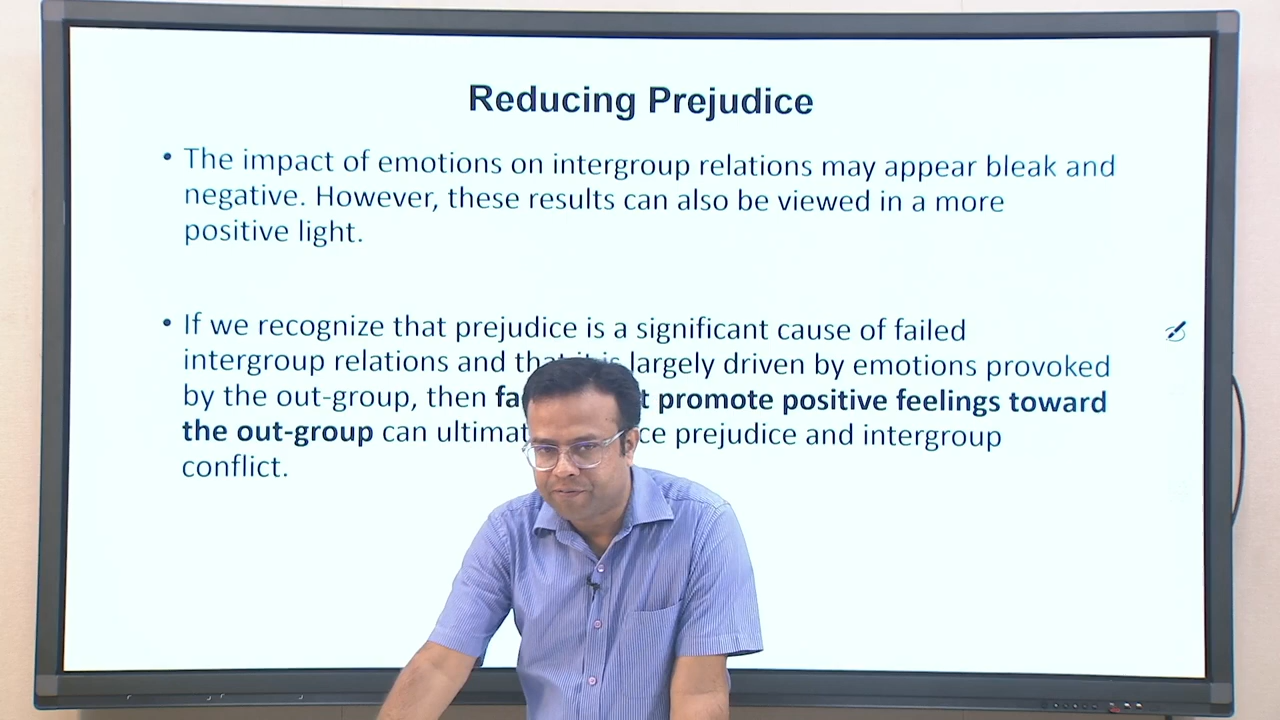 Reducing Prejudice
• The impact of emotions on intergroup relations may appear bleak and
negative. However, these results can also be viewed in a more
positive light.
• If we recognize that prejudice is a significant cause of failed
intergroup relations and that it is largely driven by emotions provoked
by the out-group, then promote positive feelings toward
the out-group can prejudice and intergroup
conflict.